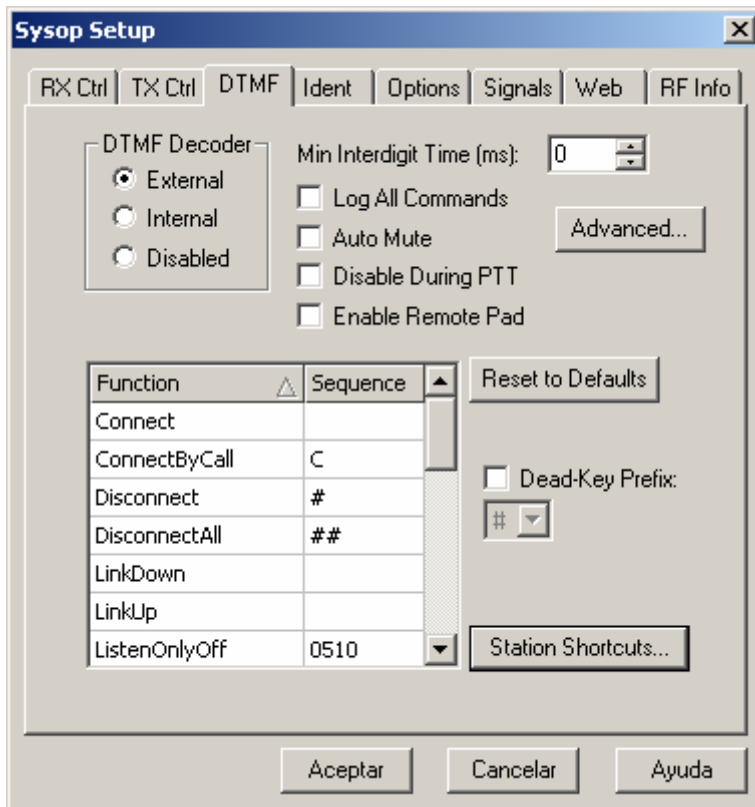 Sysop Setup
RX Ctrl TX Ctrl DTMF Ident Options Signals Web RF Info
DTMF Decoder
External
Internal
Disabled
Min Interdigit Time (ms): 0
Log All Commands
Auto Mute
Disable During PTT
Enable Remote Pad
Advanced...
Function Sequence
Connect
ConnectByCall C
Disconnect #
DisconnectAll ##
LinkDown
LinkUp
ListenOnlyOff 0510
Reset to Defaults
Dead-Key Prefix:
#
Station Shortcuts...
Aceptar Cancelar Ayuda